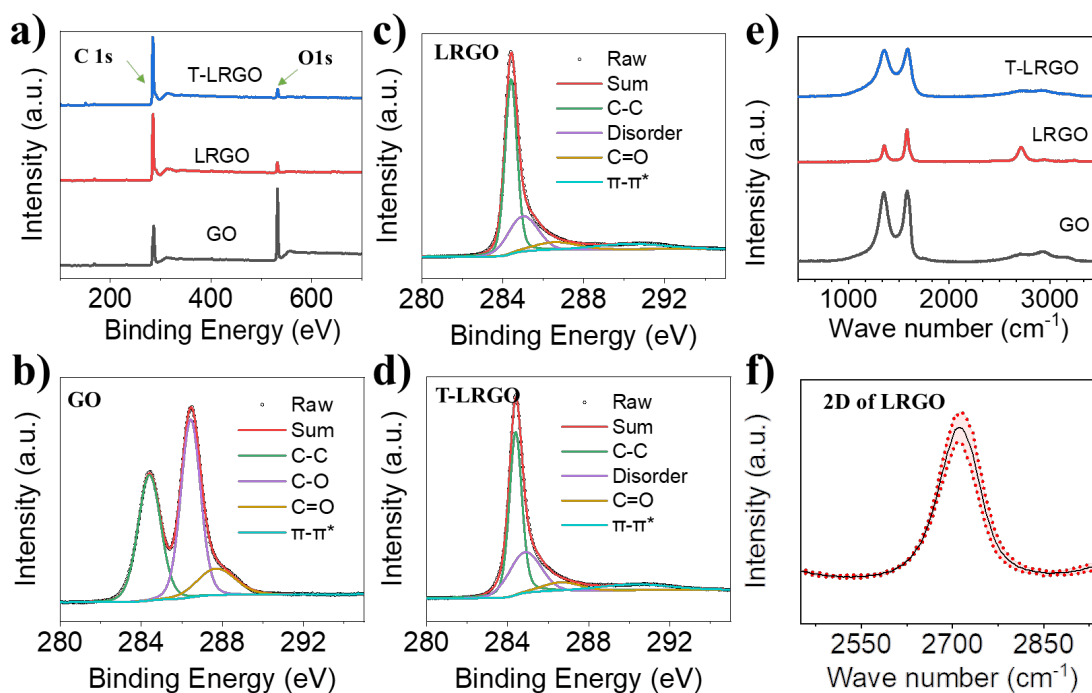 a)
C 1s
O1s
T-LRGO
LRGO
GO
Intensity (a.u.)
200 400 600
Binding Energy (eV)
b)
GO
Raw
Sum
C-C
C-O
C=O
π-π*
Intensity (a.u.)
280 284 288 292
Binding Energy (eV)
c)
LRGO
Raw
Sum
C-C
Disorder
C=O
π-π*
Intensity (a.u.)
280 284 288 292
Binding Energy (eV)
d)
T-LRGO
Raw
Sum
C-C
Disorder
C=O
π-π*
Intensity (a.u.)
280 284 288 292
Binding Energy (eV)
e)
T-LRGO
LRGO
GO
Intensity (a.u.)
1000 2000 3000
Wave number (cm⁻¹)
f)
2D of LRGO
Intensity (a.u.)
2550 2700 2850
Wave number (cm⁻¹)